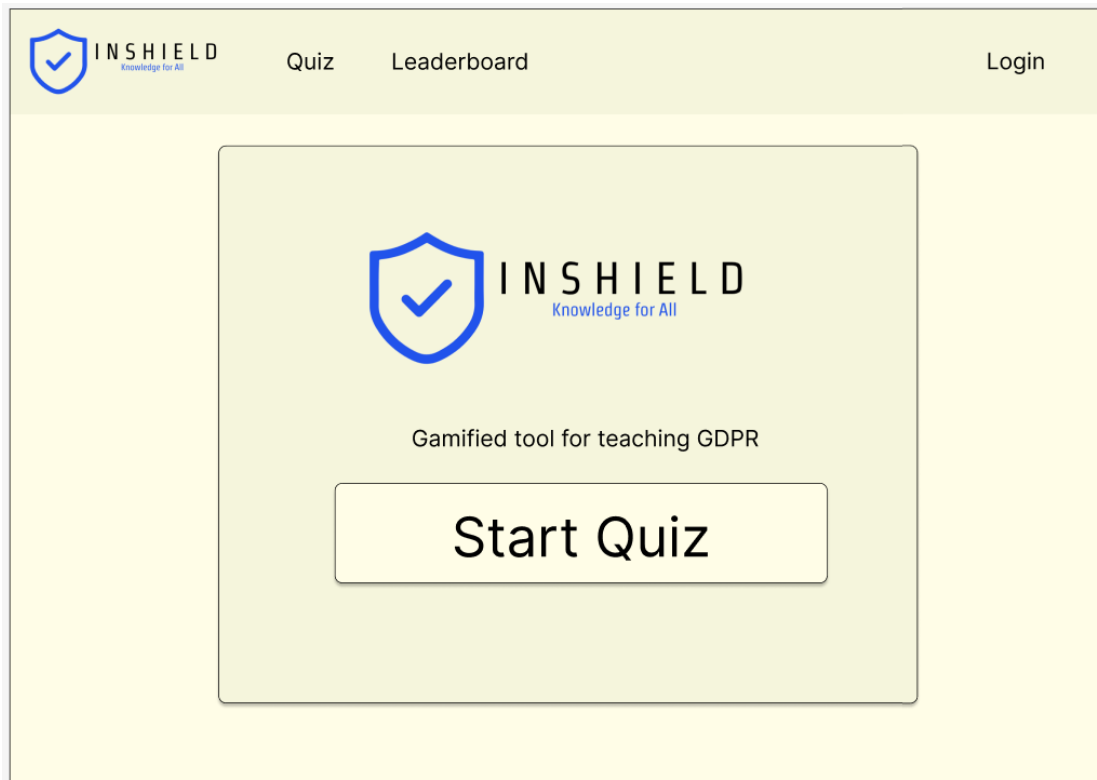 INSHIELD
Knowledge for All
Quiz
Leaderboard
Login
INSHIELD
Knowledge for All
Gamified tool for teaching GDPR
Start Quiz